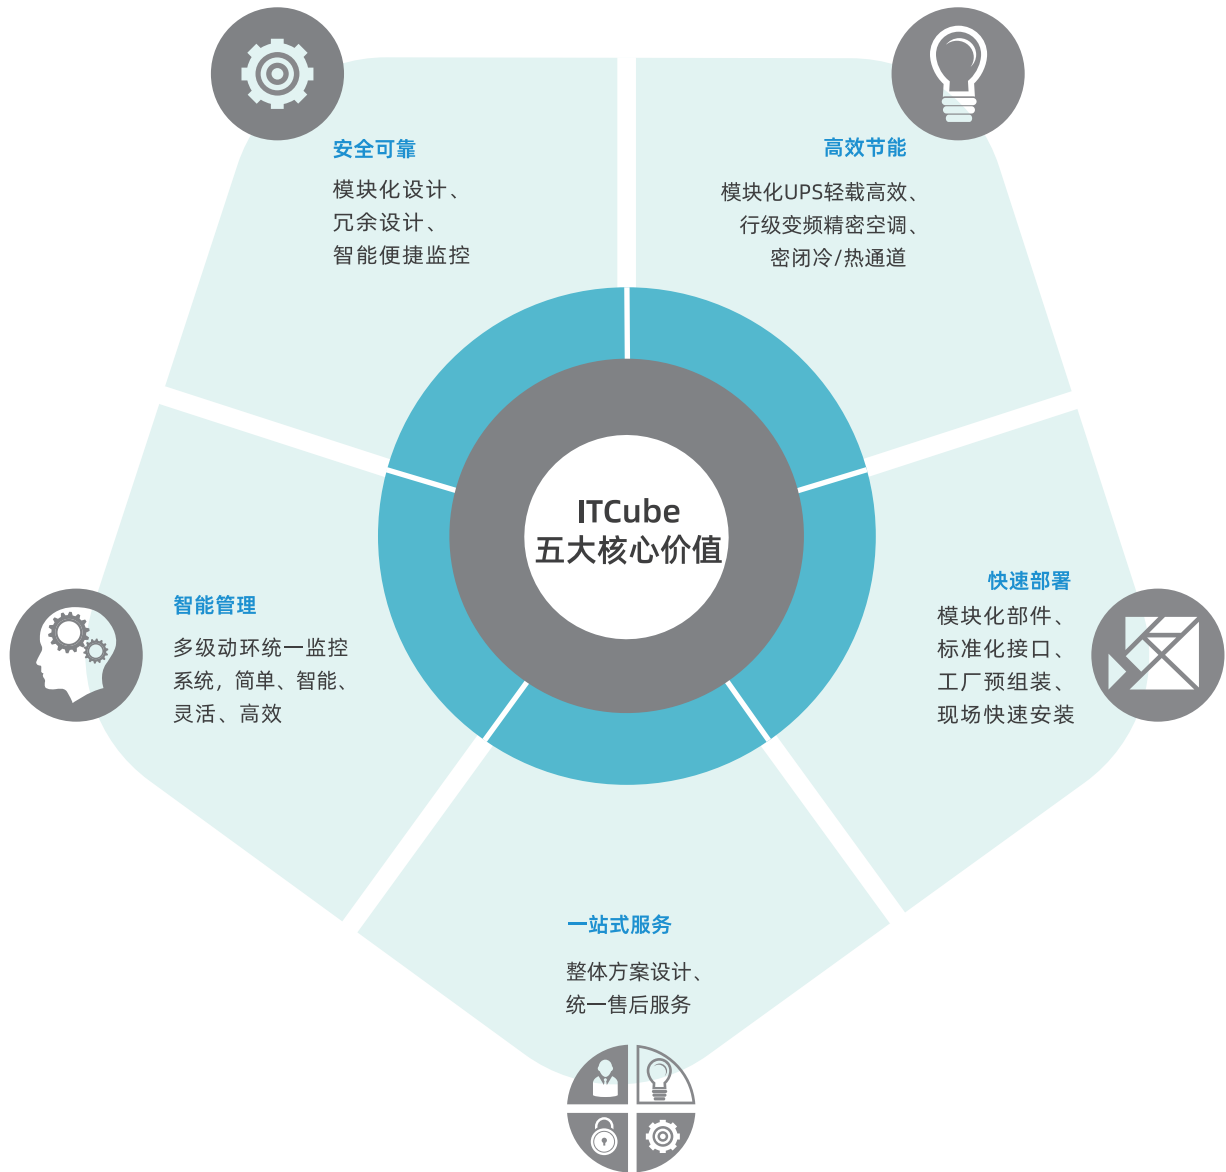 安全可靠
模块化设计、
冗余设计、
智能便捷监控
高效节能
模块化UPS轻载高效、
行级变频精密空调、
密闭冷/热通道
ITCube
五大核心价值
智能管理
多级动环统一监控
系统，简单、智能、
灵活、高效
快速部署
模块化部件、
标准化接口、
工厂预组装、
现场快速安装
一站式服务
整体方案设计、
统一售后服务